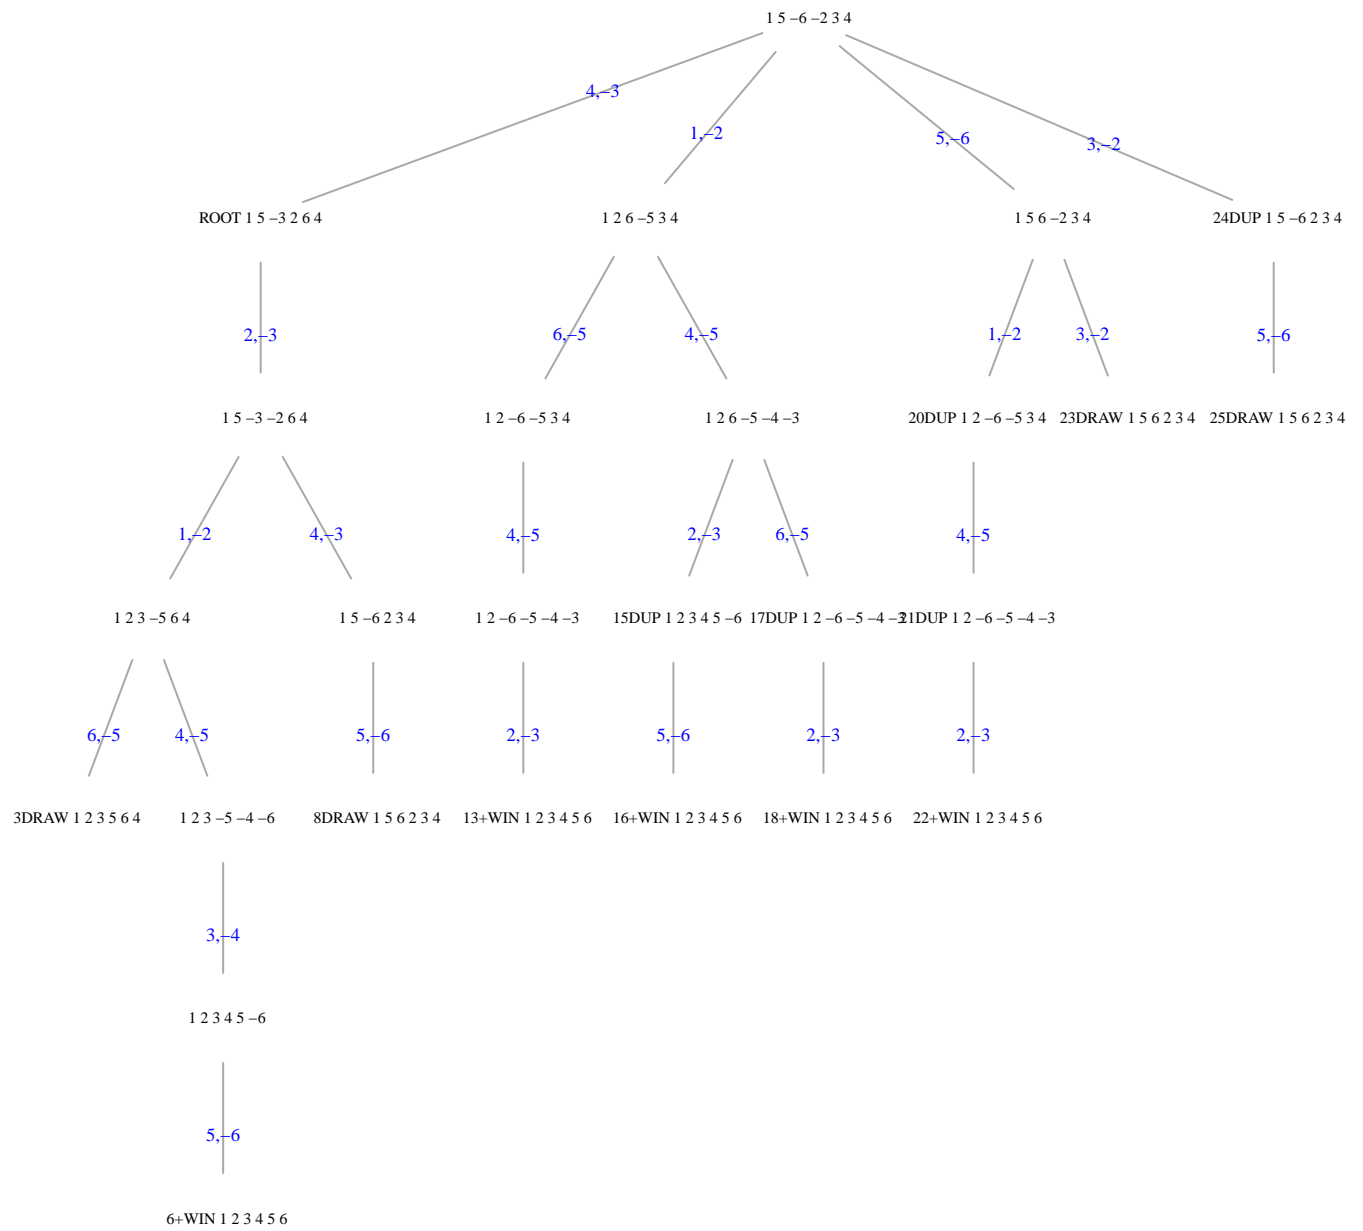 1 5 −6 −2 3 4
4,−3
1,−2
5,−6
3,−2
ROOT 1 5 −3 2 6 4
1 2 6 −5 3 4
1 5 6 −2 3 4
24DUP 1 5 −6 2 3 4
2,−3
6,−5
4,−5
1,−2
3,−2
5,−6
1 5 −3 −2 6 4
1 2 −6 −5 3 4
1 2 6 −5 −4 −3
20DUP 1 2 −6 −5 3 4
23DRAW 1 5 6 2 3 4
25DRAW 1 5 6 2 3 4
1,−2
4,−3
4,−5
2,−3
6,−5
4,−5
1 2 3 −5 6 4
1 5 −6 2 3 4
1 2 −6 −5 −4 −3
15DUP 1 2 3 4 5 −6
17DUP 1 2 −6 −5 −4 −3
21DUP 1 2 −6 −5 −4 −3
6,−5
4,−5
5,−6
2,−3
5,−6
2,−3
2,−3
3DRAW 1 2 3 5 6 4
1 2 3 −5 −4 −6
8DRAW 1 5 6 2 3 4
13+WIN 1 2 3 4 5 6
16+WIN 1 2 3 4 5 6
18+WIN 1 2 3 4 5 6
22+WIN 1 2 3 4 5 6
3,−4
1 2 3 4 5 −6
5,−6
6+WIN 1 2 3 4 5 6